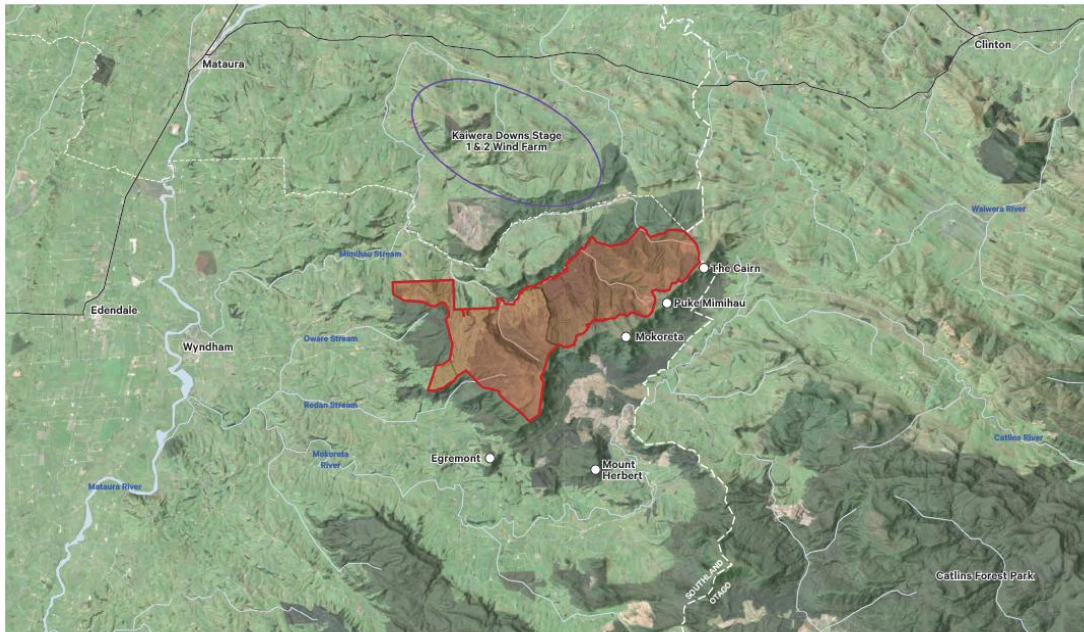 Clinton
Mataura
Kaiwera Downs Stage
1 & 2 Wind Farm
Waiwera River
Mimihau Stream
The Cairn
Puke Mimihau
Edendale
Mokoreta
Oware Stream
Wyndham
Redan Stream
Catlins River
Mokoreta
River
Egremont
Mount
Herbert
Mataura River
SOUTHLAND
OTAGO
Catlins Forest Park